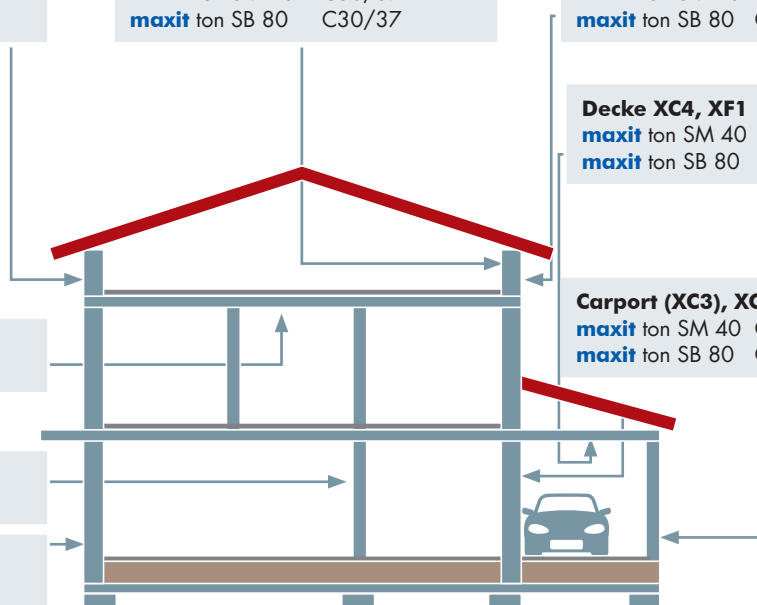 maxit ton SB 80 C30/37
maxit ton SB 80
Decke XC4, XF1
maxit ton SM 40
maxit ton SB 80
Carport (XC3),
maxit ton SM 40
maxit ton SB 80